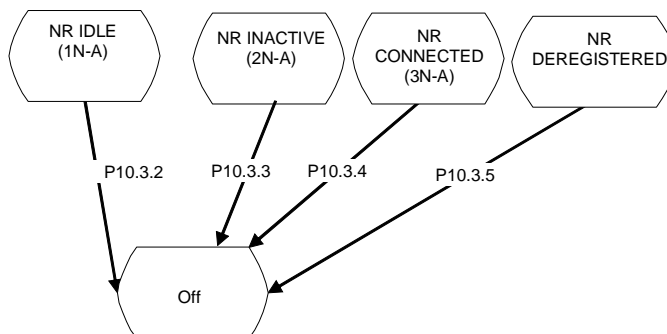 NR IDLE
(1N-A)
NR INACTIVE
(2N-A)
NR
CONNECTED
(3N-A)
NR
DEREGISTERED
P10.3.2
P10.3.3
P10.3.4
P10.3.5
Off